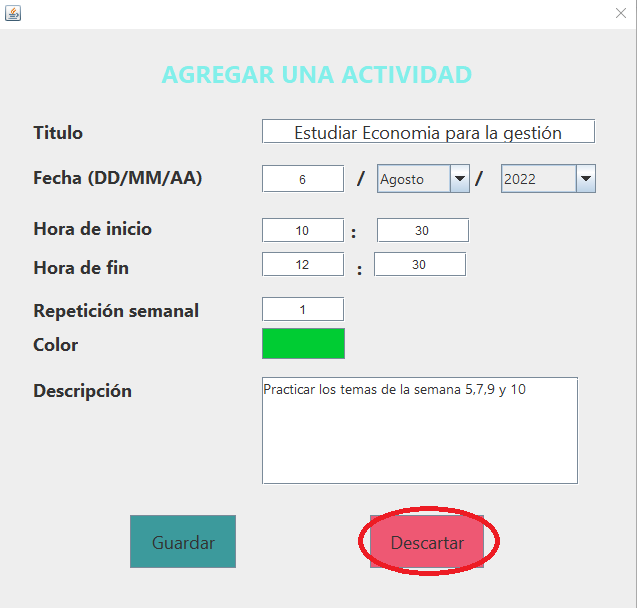 AGREGAR UNA ACTIVIDAD
Titulo Estudiar Economia para la gestión
Fecha (DD/MM/AA) 6 / Agosto / 2022
Hora de inicio 10 : 30
Hora de fin 12 : 30
Repetición semanal 1
Color
Descripción Practicar los temas de la semana 5,7,9 y 10
Guardar Descartar